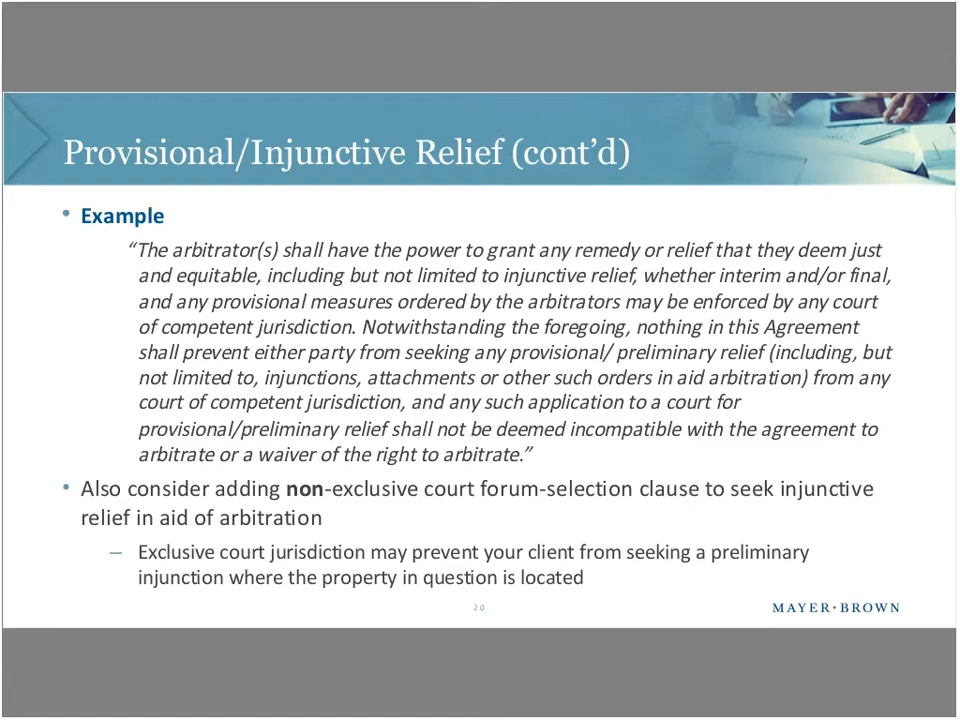 Provisional/Injunctive Relief (cont’d)
• Example
“The arbitrator(s) shall have the power to grant any remedy or relief that they deem just
and equitable, including but not limited to injunctive relief, whether interim and/or final,
and any provisional measures ordered by the arbitrators may be enforced by any court
of competent jurisdiction. Notwithstanding the foregoing, nothing in this Agreement
shall prevent either party from seeking any provisional/ preliminary relief (including, but
not limited to, injunctions, attachments or other such orders in aid arbitration) from any
court of competent jurisdiction, and any such application to a court for
provisional/preliminary relief shall not be deemed incompatible with the agreement to
arbitrate or a waiver of the right to arbitrate.”
• Also consider adding non-exclusive court forum-selection clause to seek injunctive
relief in aid of arbitration
– Exclusive court jurisdiction may prevent your client from seeking a preliminary
injunction where the property in question is located
20
MAYER•BROWN